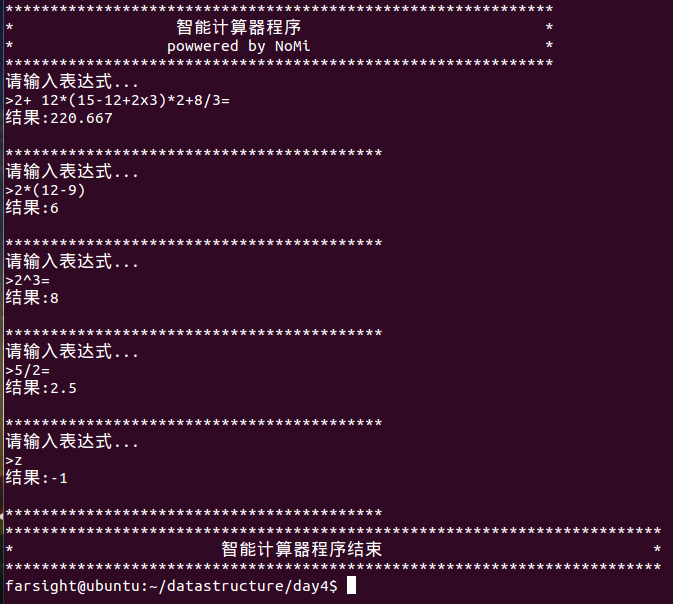 *************************************************************
*                  智能计算器程序                           *
*                 powwered by NoMi                          *
*************************************************************
请输入表达式...
>2+ 12*(15-12+2x3)*2+8/3=
结果:220.667
******************************************
请输入表达式...
>2*(12-9)
结果:6
******************************************
请输入表达式...
>2^3=
结果:8
******************************************
请输入表达式...
>5/2=
结果:2.5
******************************************
请输入表达式...
>z
结果:-1
******************************************
*************************************************************************
*                       智能计算器程序结束                              *
*************************************************************************
farsight@ubuntu:~/datastructure/day4$